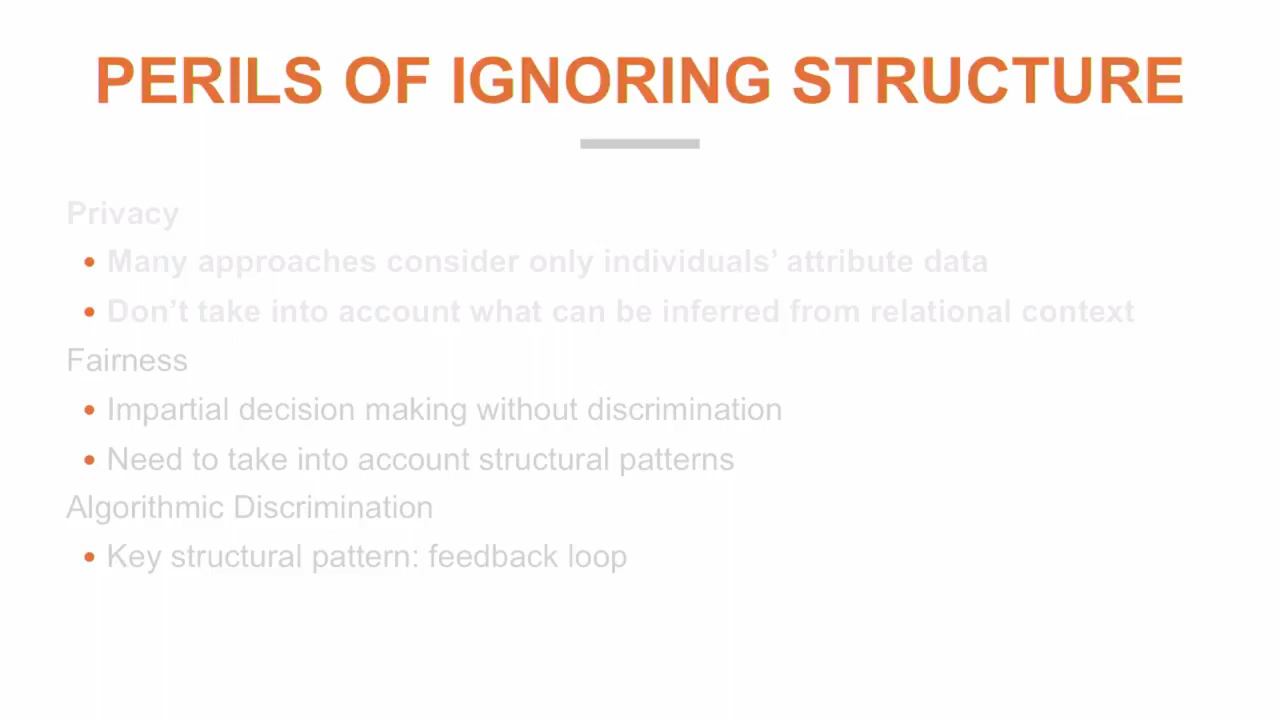 PERILS OF IGNORING STRUCTURE
Privacy
• Many approaches consider only individuals’ attribute data
• Don’t take into account what can be inferred from relational context
Fairness
• Impartial decision making without discrimination
• Need to take into account structural patterns
Algorithmic Discrimination
• Key structural pattern: feedback loop